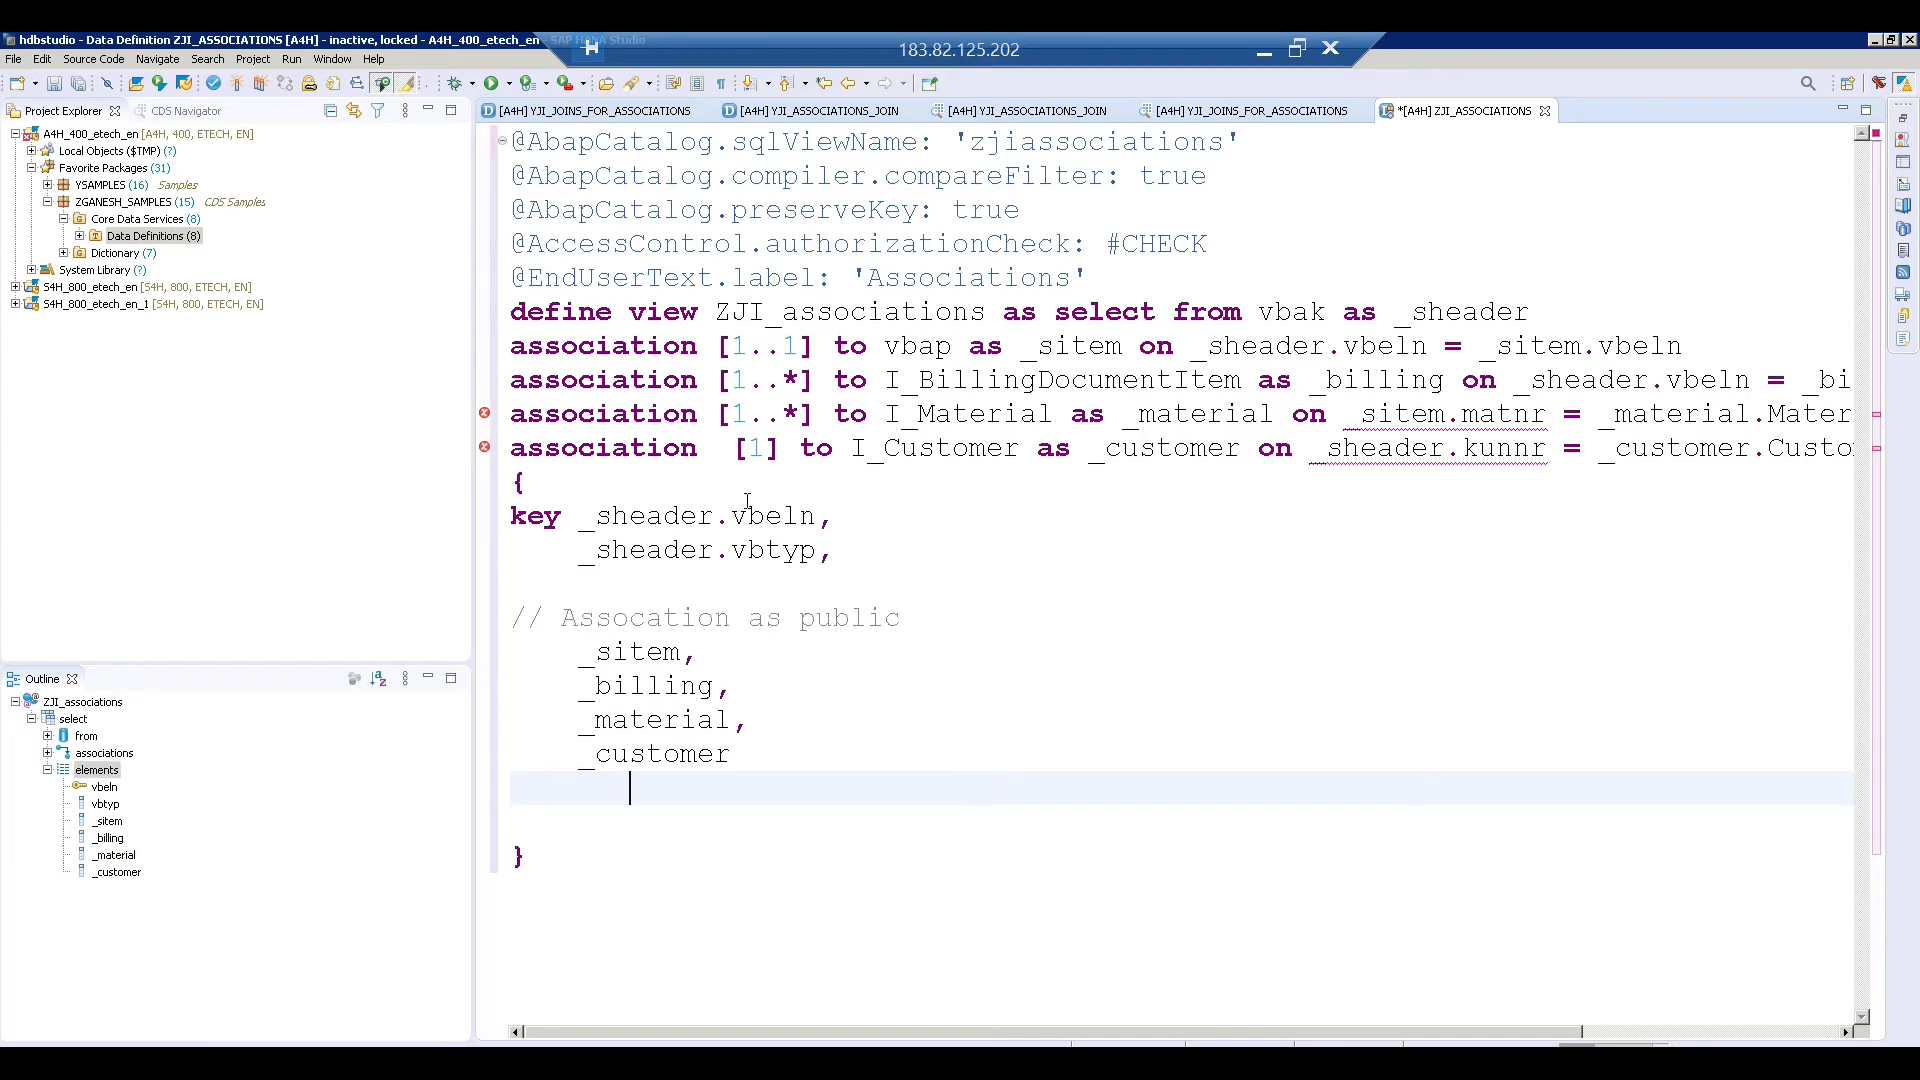 hdbstudio - Data Definition ZJI_ASSOCIATIONS [A4H] - inactive, locked - A4H_400_etech_en - SAP HANA Studio
183.82.125.202
File Edit Source Code Navigate Search Project Run Window Help
Project Explorer CDS Navigator
[A4H] YJI_JOINS_FOR_ASSOCIATIONS [A4H] YJI_ASSOCIATIONS_JOIN [A4H] YJI_ASSOCIATIONS_JOIN [A4H] YJI_JOINS_FOR_ASSOCIATIONS *[A4H] ZJI_ASSOCIATIONS
A4H_400_etech_en [A4H, 400, ETECH, EN]
Local Objects ($TMP) (?)
Favorite Packages (31)
YSAMPLES (16) Samples
ZGANESH_SAMPLES (15) CDS Samples
Core Data Services (8)
Data Definitions (8)
Dictionary (7)
System Library (?)
S4H_800_etech_en [S4H, 800, ETECH, EN]
S4H_800_etech_en_1 [S4H, 800, ETECH, EN]
@AbapCatalog.sqlViewName: 'zjiassociations'
@AbapCatalog.compiler.compareFilter: true
@AbapCatalog.preserveKey: true
@AccessControl.authorizationCheck: #CHECK
@EndUserText.label: 'Associations'
define view ZJI_associations as select from vbak as _sheader
association [1..1] to vbap as _sitem on _sheader.vbeln = _sitem.vbeln
association [1..*] to I_BillingDocumentItem as _billing on _sheader.vbeln = _bi
association [1..*] to I_Material as _material on _sitem.matnr = _material.Mater
association  [1] to I_Customer as _customer on _sheader.kunnr = _customer.Custo
{
key _sheader.vbeln,
_sheader.vbtyp,
// Assocation as public
_sitem,
_billing,
_material,
_customer
}
Outline
ZJI_associations
select
from
associations
elements
vbeln
vbtyp
_sitem
_billing
_material
_customer